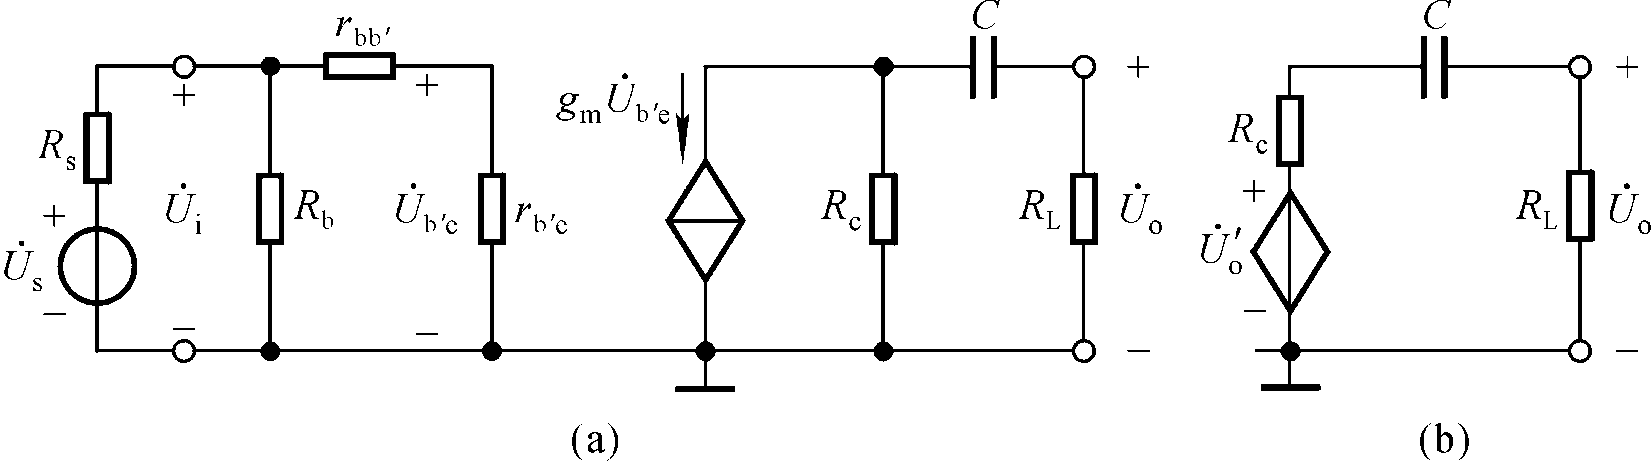 r_bb′
C
C
+
+
+
+
g_m U̇_b′e
R_s
R_c
+
+
U̇_i
R_b
U̇_b′e
r_b′e
R_c
R_L
U̇_o
R_L
U̇_o
U̇_s
U̇_o′
−
−
−
−
−
−
(a)
(b)